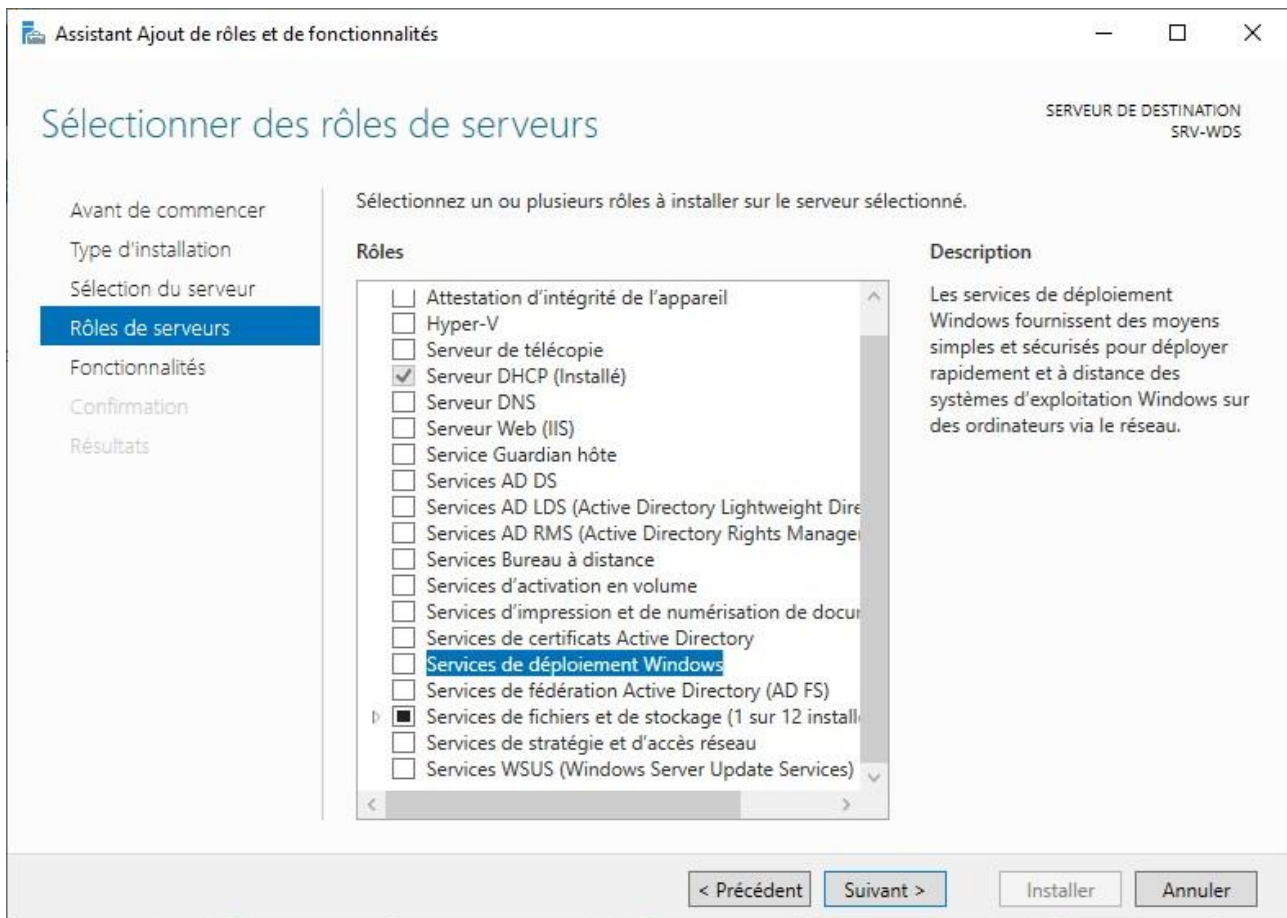 Assistant Ajout de rôles et de fonctionnalités
Sélectionner des rôles de serveurs
SERVEUR DE DESTINATION
SRV-WDS
Avant de commencer
Type d'installation
Sélection du serveur
Rôles de serveurs
Fonctionnalités
Confirmation
Résultats
Sélectionnez un ou plusieurs rôles à installer sur le serveur sélectionné.
Rôles
Attestation d'intégrité de l'appareil
Hyper-V
Serveur de télécopie
Serveur DHCP (Installé)
Serveur DNS
Serveur Web (IIS)
Service Guardian hôte
Services AD DS
Services AD LDS (Active Directory Lightweight Dire
Services AD RMS (Active Directory Rights Manager
Services Bureau à distance
Services d'activation en volume
Services d'impression et de numérisation de docur
Services de certificats Active Directory
Services de déploiement Windows
Services de fédération Active Directory (AD FS)
Services de fichiers et de stockage (1 sur 12 install
Services de stratégie et d'accès réseau
Services WSUS (Windows Server Update Services)
Description
Les services de déploiement
Windows fournissent des moyens
simples et sécurisés pour déployer
rapidement et à distance des
systèmes d'exploitation Windows sur
des ordinateurs via le réseau.
< Précédent
Suivant >
Installer
Annuler